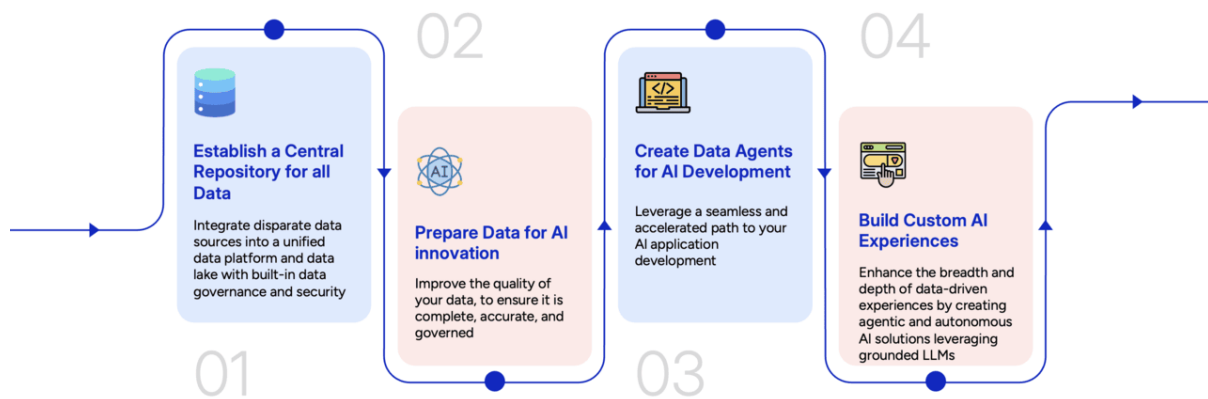 01
Establish a Central
Repository for all
Data
Integrate disparate data
sources into a unified
data platform and data
lake with built-in data
governance and security
02
AI
Prepare Data for AI
innovation
Improve the quality of
your data, to ensure it is
complete, accurate, and
governed
03
</>
Create Data Agents
for AI Development
Leverage a seamless and
accelerated path to your
AI application
development
04
Build Custom AI
Experiences
Enhance the breadth and
depth of data-driven
experiences by creating
agentic and autonomous
AI solutions leveraging
grounded LLMs